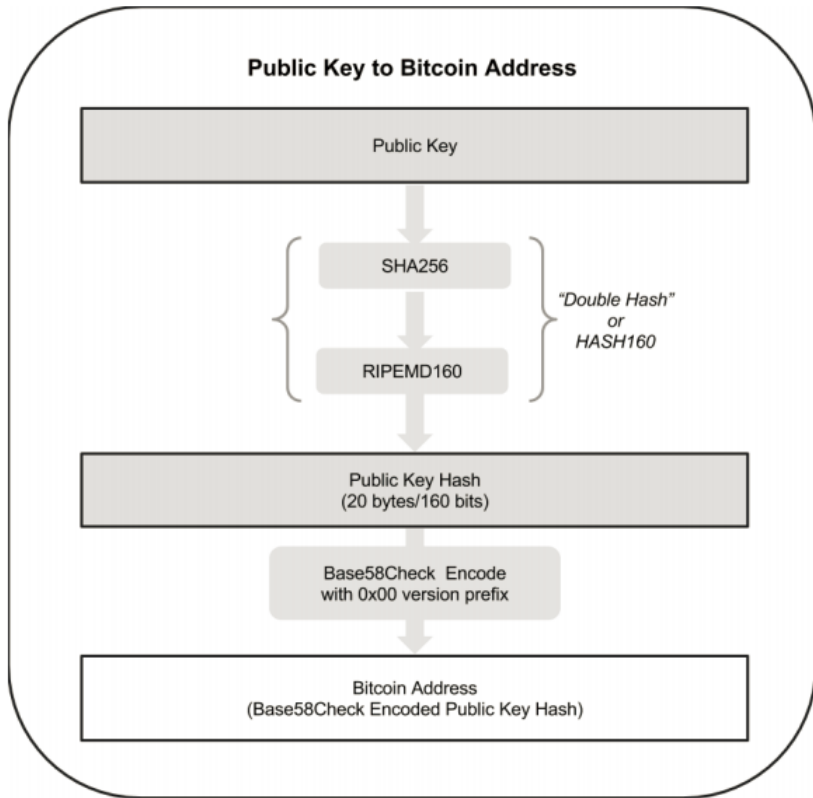 Public Key to Bitcoin Address
Public Key
SHA256
“Double Hash”
or
HASH160
RIPEMD160
Public Key Hash
(20 bytes/160 bits)
Base58Check Encode
with 0x00 version prefix
Bitcoin Address
(Base58Check Encoded Public Key Hash)